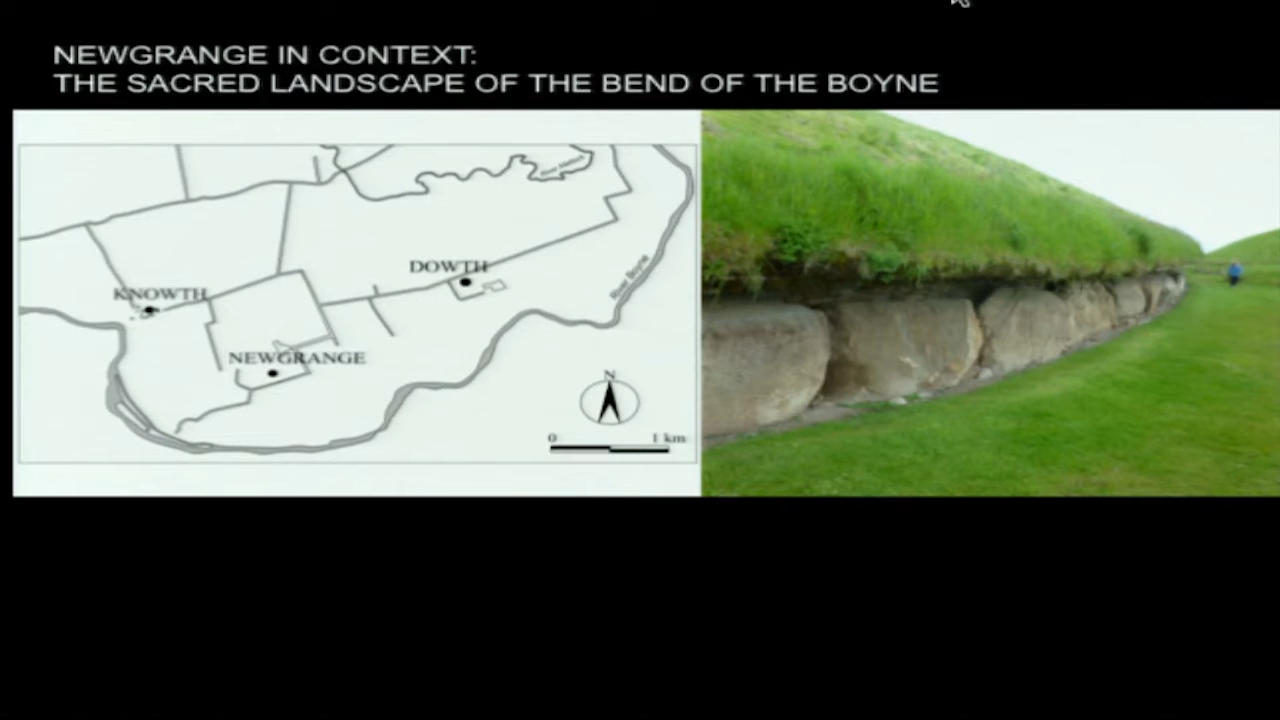 NEWGRANGE IN CONTEXT:
THE SACRED LANDSCAPE OF THE BEND OF THE BOYNE
DOWTH
KNOWTH
River Boyne
NEWGRANGE
N
0 1 km